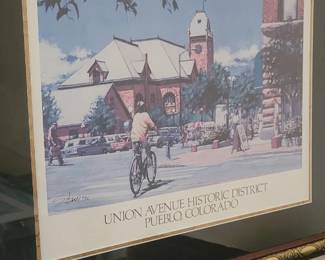 UNION AVENUE HISTORIC DISTRICT
PUEBLO, COLORADO